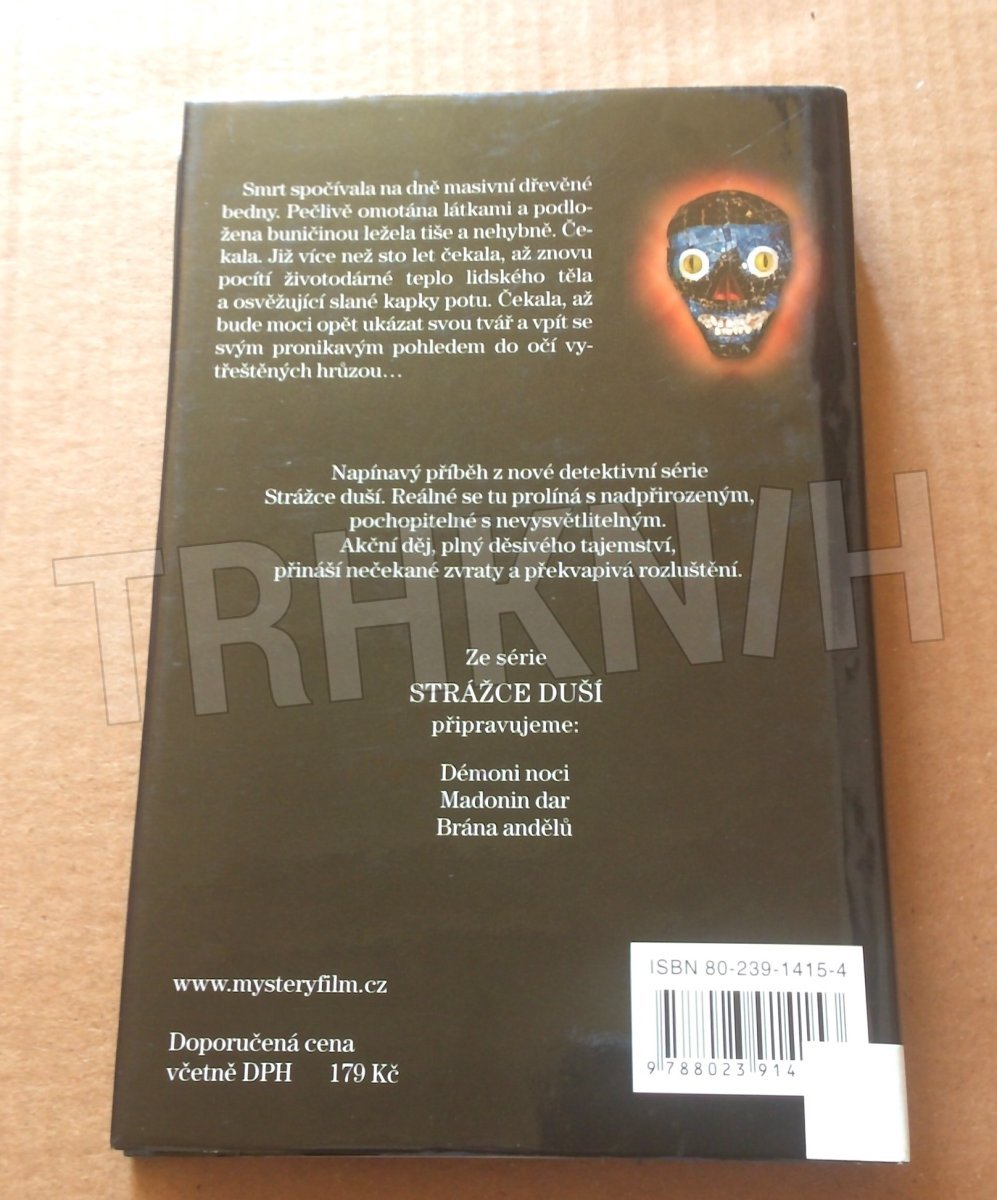 Smrt spočívala na dně masivní dřevěné
bedny. Pečlivě omotána látkami a podlo-
žena buničinou ležela tiše a nehybně. Če-
kala. Již více než sto let čekala, až znovu
pocítí životodárné teplo lidského těla
a osvěžující slané kapky potu. Čekala, až
bude moci opět ukázat svou tvář a vpít se
svým pronikavým pohledem do očí vy-
třeštěných hrůzou...
Napínavý příběh z nové detektivní série
Strážce duší. Reálné se tu prolíná s nadpřirozeným,
pochopitelné s nevysvětlitelným.
Akční děj, plný děsivého tajemství,
přináší nečekané zvraty a překvapivá rozluštění.
TRHKNIH
Ze série
STRÁŽCE DUŠÍ
připravujeme:
Démoni noci
Madonin dar
Brána andělů
www.mysteryfilm.cz
Doporučená cena
včetně DPH 179 Kč
ISBN 80-239-1415-4
9 788023 914